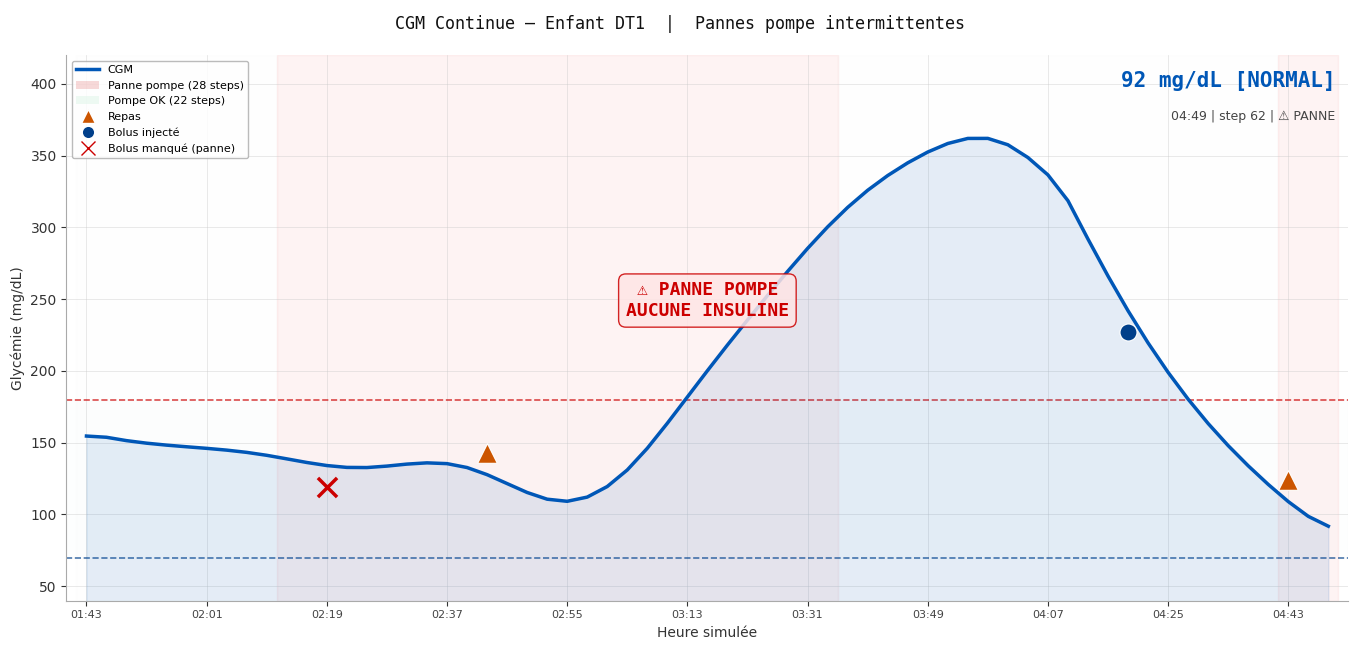 CGM Continue — Enfant DT1  |  Pannes pompe intermittentes
CGM
Panne pompe (28 steps)
Pompe OK (22 steps)
Repas
Bolus injecté
Bolus manqué (panne)
92 mg/dL [NORMAL]
04:49 | step 62 | ⚠ PANNE
⚠ PANNE POMPE
AUCUNE INSULINE
Glycémie (mg/dL)
400
350
300
250
200
150
100
50
01:43
02:01
02:19
02:37
02:55
03:13
03:31
03:49
04:07
04:25
04:43
Heure simulée